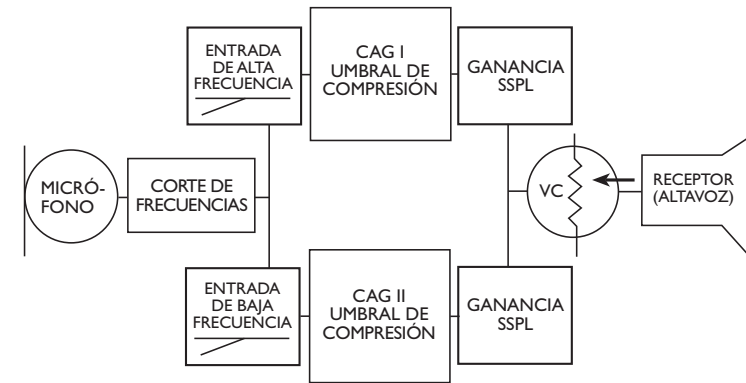 ENTRADA
DE ALTA
FRECUENCIA
CAG I
UMBRAL DE
COMPRESIÓN
GANANCIA
SSPL
MICRÓ-
FONO
CORTE DE
FRECUENCIAS
VC
RECEPTOR
(ALTAVOZ)
ENTRADA
DE BAJA
FRECUENCIA
CAG II
UMBRAL DE
COMPRESIÓN
GANANCIA
SSPL